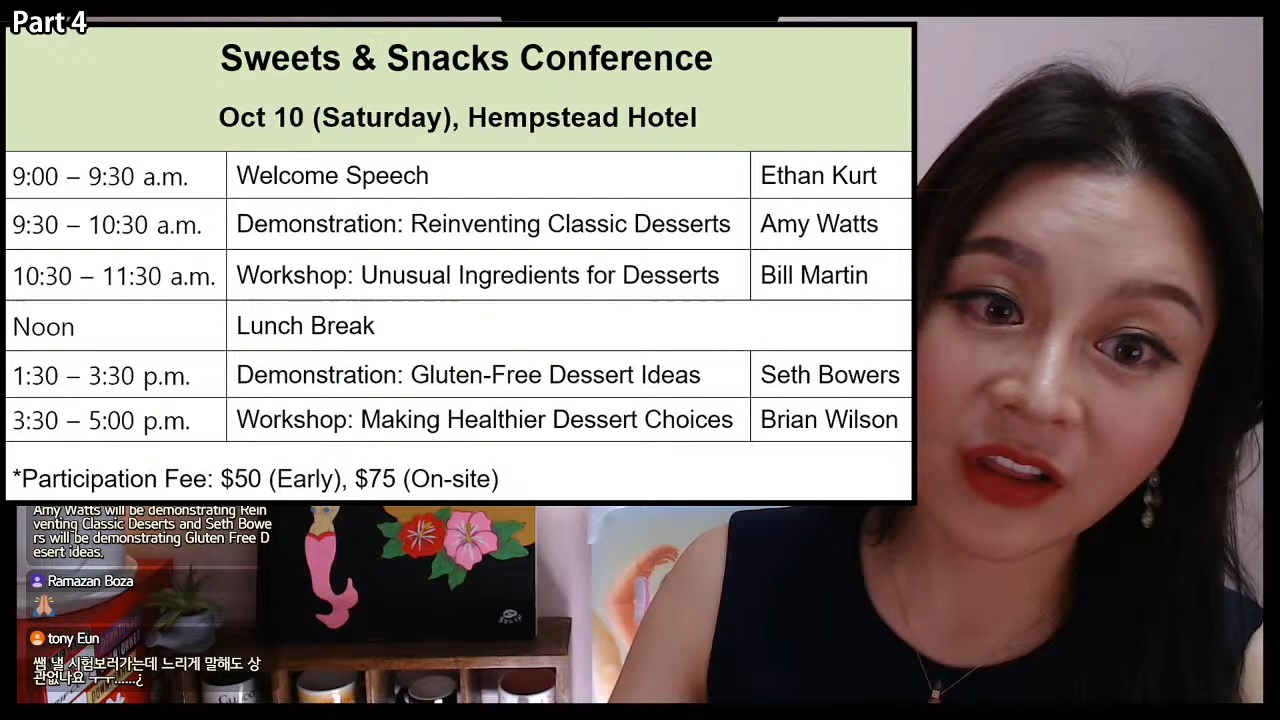 Part 4
Sweets & Snacks Conference
Oct 10 (Saturday), Hempstead Hotel
9:00 – 9:30 a.m. Welcome Speech Ethan Kurt
9:30 – 10:30 a.m. Demonstration: Reinventing Classic Desserts Amy Watts
10:30 – 11:30 a.m. Workshop: Unusual Ingredients for Desserts Bill Martin
Noon Lunch Break
1:30 – 3:30 p.m. Demonstration: Gluten-Free Dessert Ideas Seth Bowers
3:30 – 5:00 p.m. Workshop: Making Healthier Dessert Choices Brian Wilson
*Participation Fee: $50 (Early), $75 (On-site)
Amy Watts will be demonstrating Rein
venting Classic Deserts and Seth Bowe
rs will be demonstrating Gluten Free D
esert ideas.
Ramazan Boza
tony Eun
쌤 낼 시험보러가는데 느리게 말해도 상
관없나요 ㅜㅜ......¿